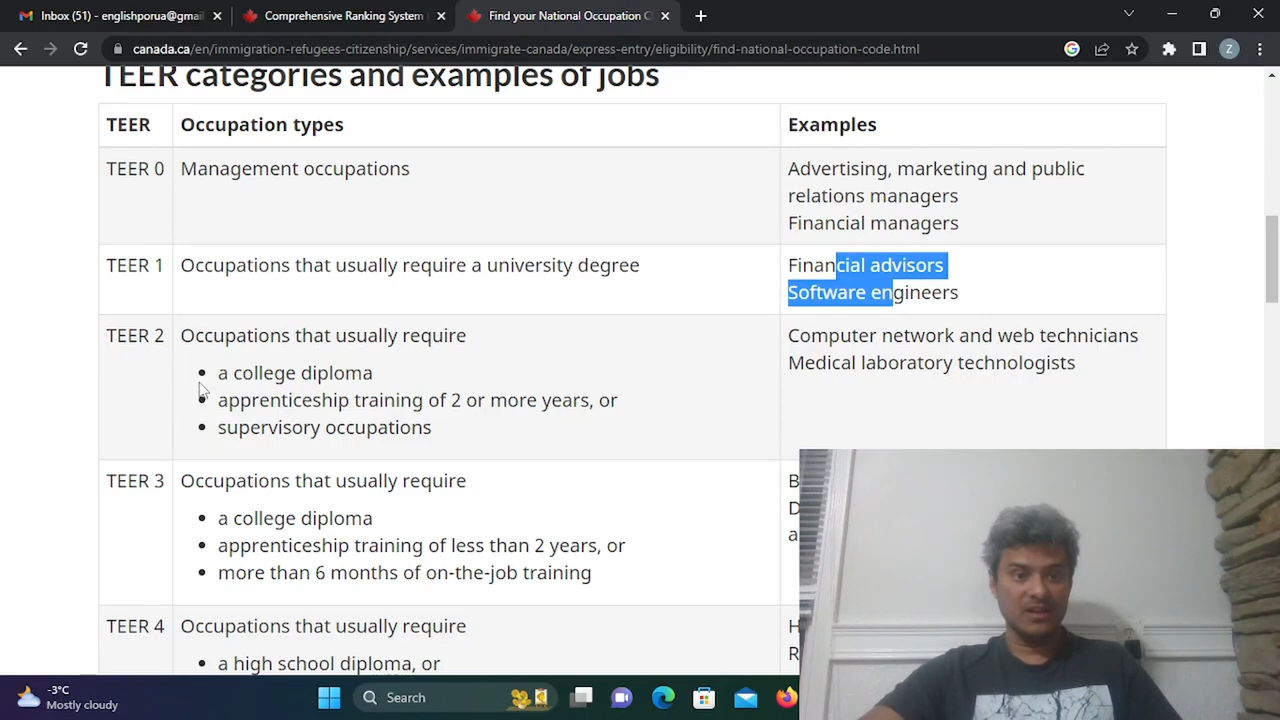 Inbox (51) - englishporua@gmai
Comprehensive Ranking System
Find your National Occupation C
canada.ca/en/immigration-refugees-citizenship/services/immigrate-canada/express-entry/eligibility/find-national-occupation-code.html
Z
TEER categories and examples of jobs
TEER Occupation types Examples
TEER 0 Management occupations Advertising, marketing and public
relations managers
Financial managers
TEER 1 Occupations that usually require a university degree Financial advisors
Software engineers
TEER 2 Occupations that usually require Computer network and web technicians
• a college diploma Medical laboratory technologists
• apprenticeship training of 2 or more years, or
• supervisory occupations
TEER 3 Occupations that usually require B
• a college diploma D
• apprenticeship training of less than 2 years, or a
• more than 6 months of on-the-job training
TEER 4 Occupations that usually require H
• a high school diploma, or R
-3°C
Mostly cloudy
Search